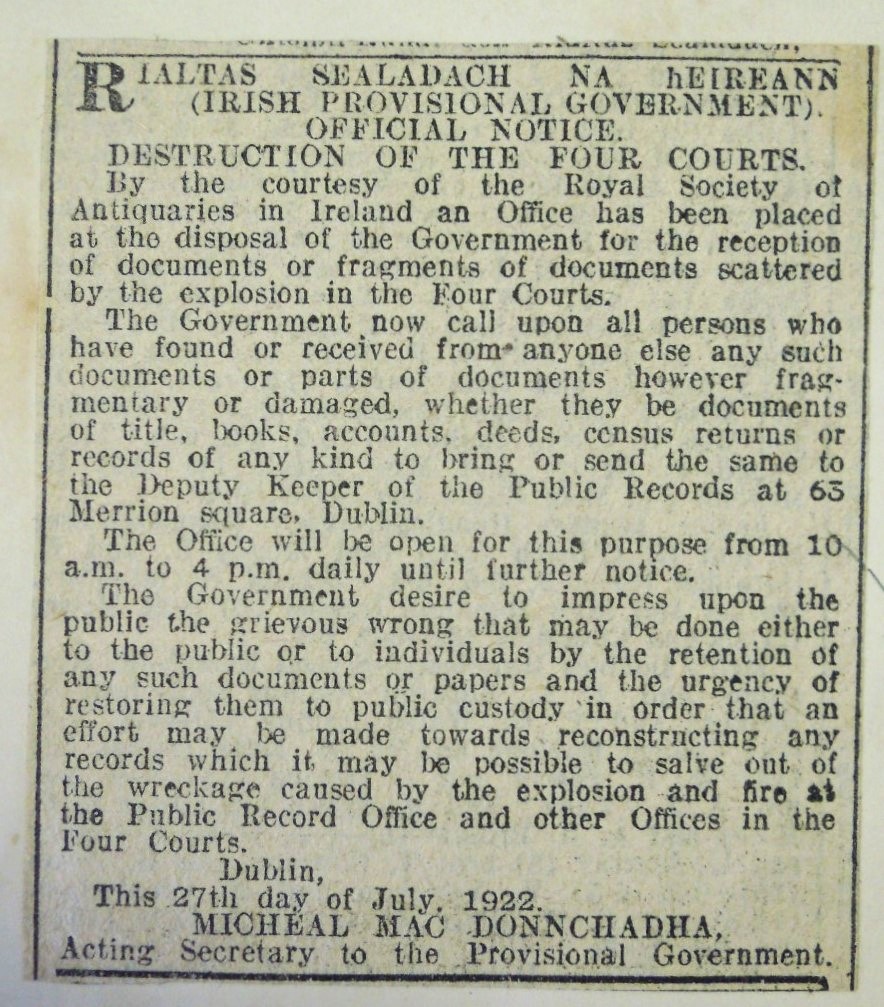 RIALTAS SEALADACH NA hEIREANN
(IRISH PROVISIONAL GOVERNMENT).
OFFICIAL NOTICE.
DESTRUCTION OF THE FOUR COURTS.
By the courtesy of the Royal Society of
Antiquaries in Ireland an Office has been placed
at the disposal of the Government for the reception
of documents or fragments of documents scattered
by the explosion in the Four Courts.
The Government now call upon all persons who
have found or received from anyone else any such
documents or parts of documents however frag-
mentary or damaged, whether they be documents
of title, books, accounts, deeds, census returns or
records of any kind to bring or send the same to
the Deputy Keeper of the Public Records at 63
Merrion square, Dublin.
The Office will be open for this purpose from 10
a.m. to 4 p.m. daily until further notice.
The Government desire to impress upon the
public the grievous wrong that may be done either
to the public or to individuals by the retention of
any such documents or papers and the urgency of
restoring them to public custody in order that an
effort may be made towards reconstructing any
records which it may be possible to salve out of
the wreckage caused by the explosion and fire at
the Public Record Office and other Offices in the
Four Courts.
Dublin,
This 27th day of July, 1922.
MICHEAL MAC DONNCHADHA,
Acting Secretary to the Provisional Government.